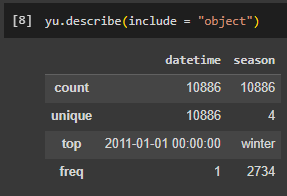 [8] yu.describe(include = "object")
datetime season
count 10886 10886
unique 10886 4
top 2011-01-01 00:00:00 winter
freq 1 2734